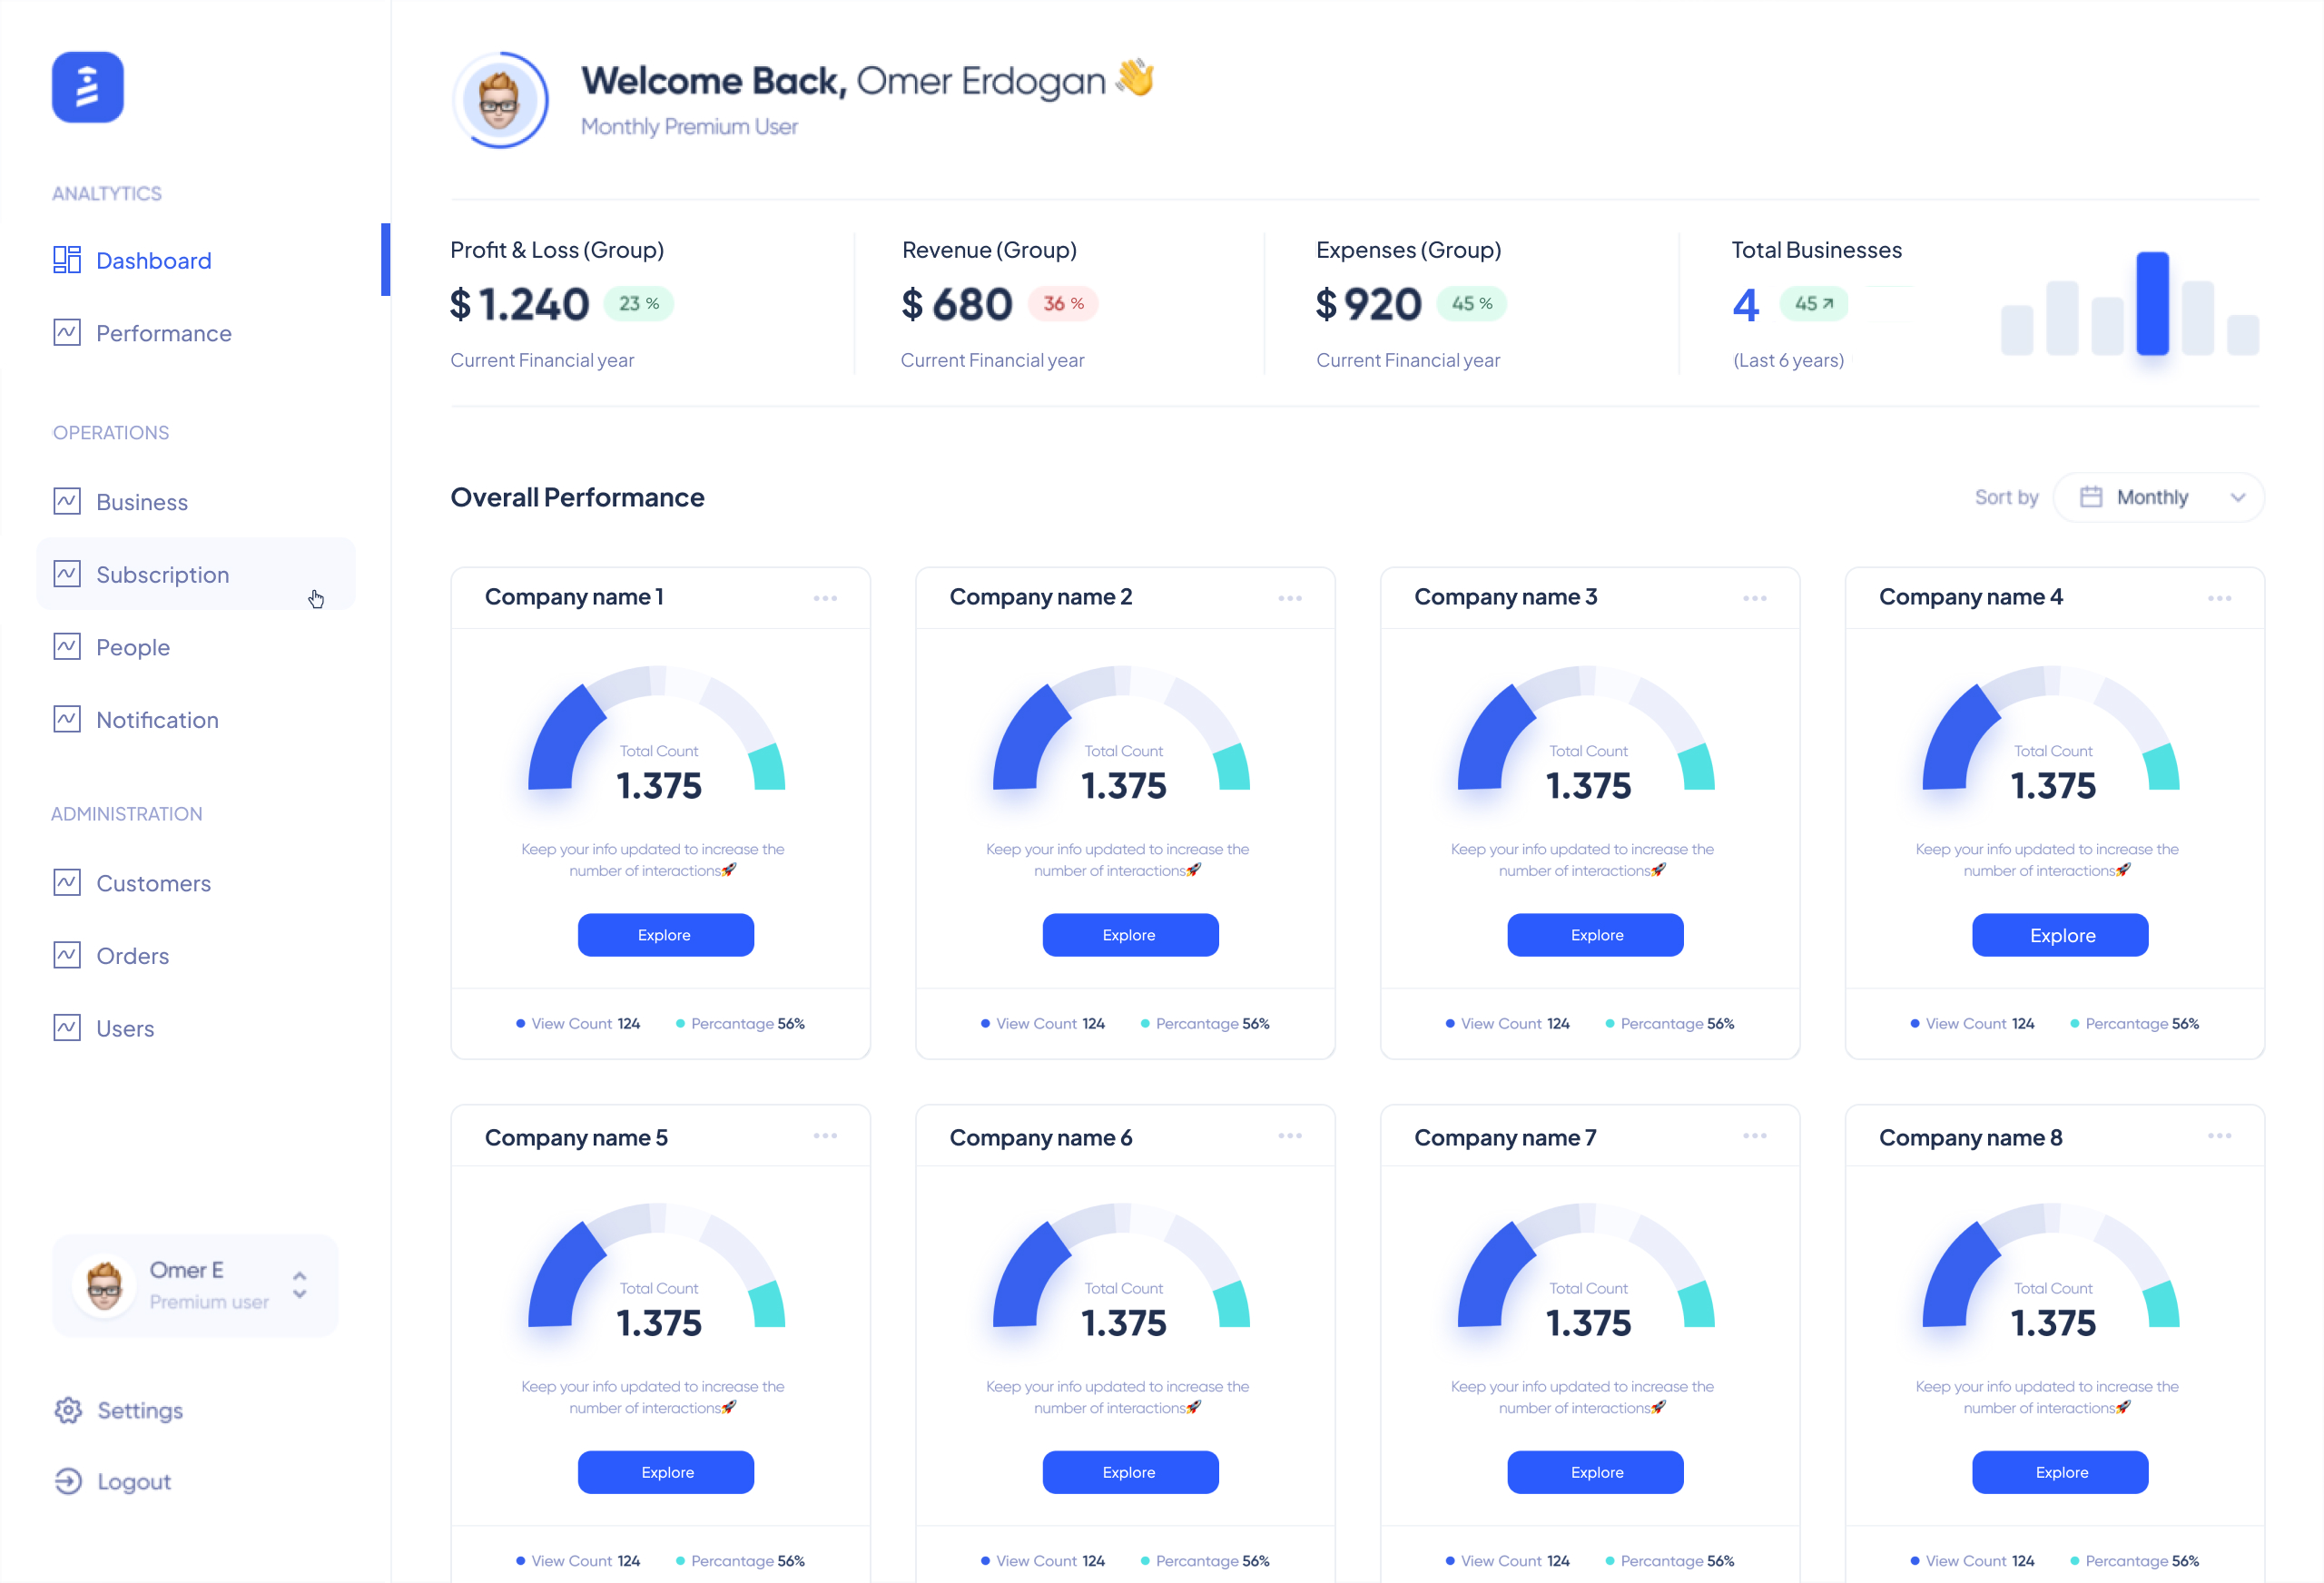 Welcome Back, Omer Erdogan 👋
Monthly Premium User
ANALTYTICS
Dashboard
Performance
OPERATIONS
Business
Subscription
People
Notification
ADMINISTRATION
Customers
Orders
Users
Omer E
Premium user
Settings
Logout
Profit & Loss (Group)
$ 1.240 23 %
Current Financial year
Revenue (Group)
$ 680 36 %
Current Financial year
Expenses (Group)
$ 920 45 %
Current Financial year
Total Businesses
4 45
(Last 6 years)
Overall Performance
Sort by Monthly
Company name 1
Total Count
1.375
Keep your info updated to increase the
number of interactions🚀
Explore
View Count 124 Percantage 56%
Company name 2
Total Count
1.375
Keep your info updated to increase the
number of interactions🚀
Explore
View Count 124 Percantage 56%
Company name 3
Total Count
1.375
Keep your info updated to increase the
number of interactions🚀
Explore
View Count 124 Percantage 56%
Company name 4
Total Count
1.375
Keep your info updated to increase the
number of interactions🚀
Explore
View Count 124 Percantage 56%
Company name 5
Total Count
1.375
Keep your info updated to increase the
number of interactions🚀
Explore
View Count 124 Percantage 56%
Company name 6
Total Count
1.375
Keep your info updated to increase the
number of interactions🚀
Explore
View Count 124 Percantage 56%
Company name 7
Total Count
1.375
Keep your info updated to increase the
number of interactions🚀
Explore
View Count 124 Percantage 56%
Company name 8
Total Count
1.375
Keep your info updated to increase the
number of interactions🚀
Explore
View Count 124 Percantage 56%